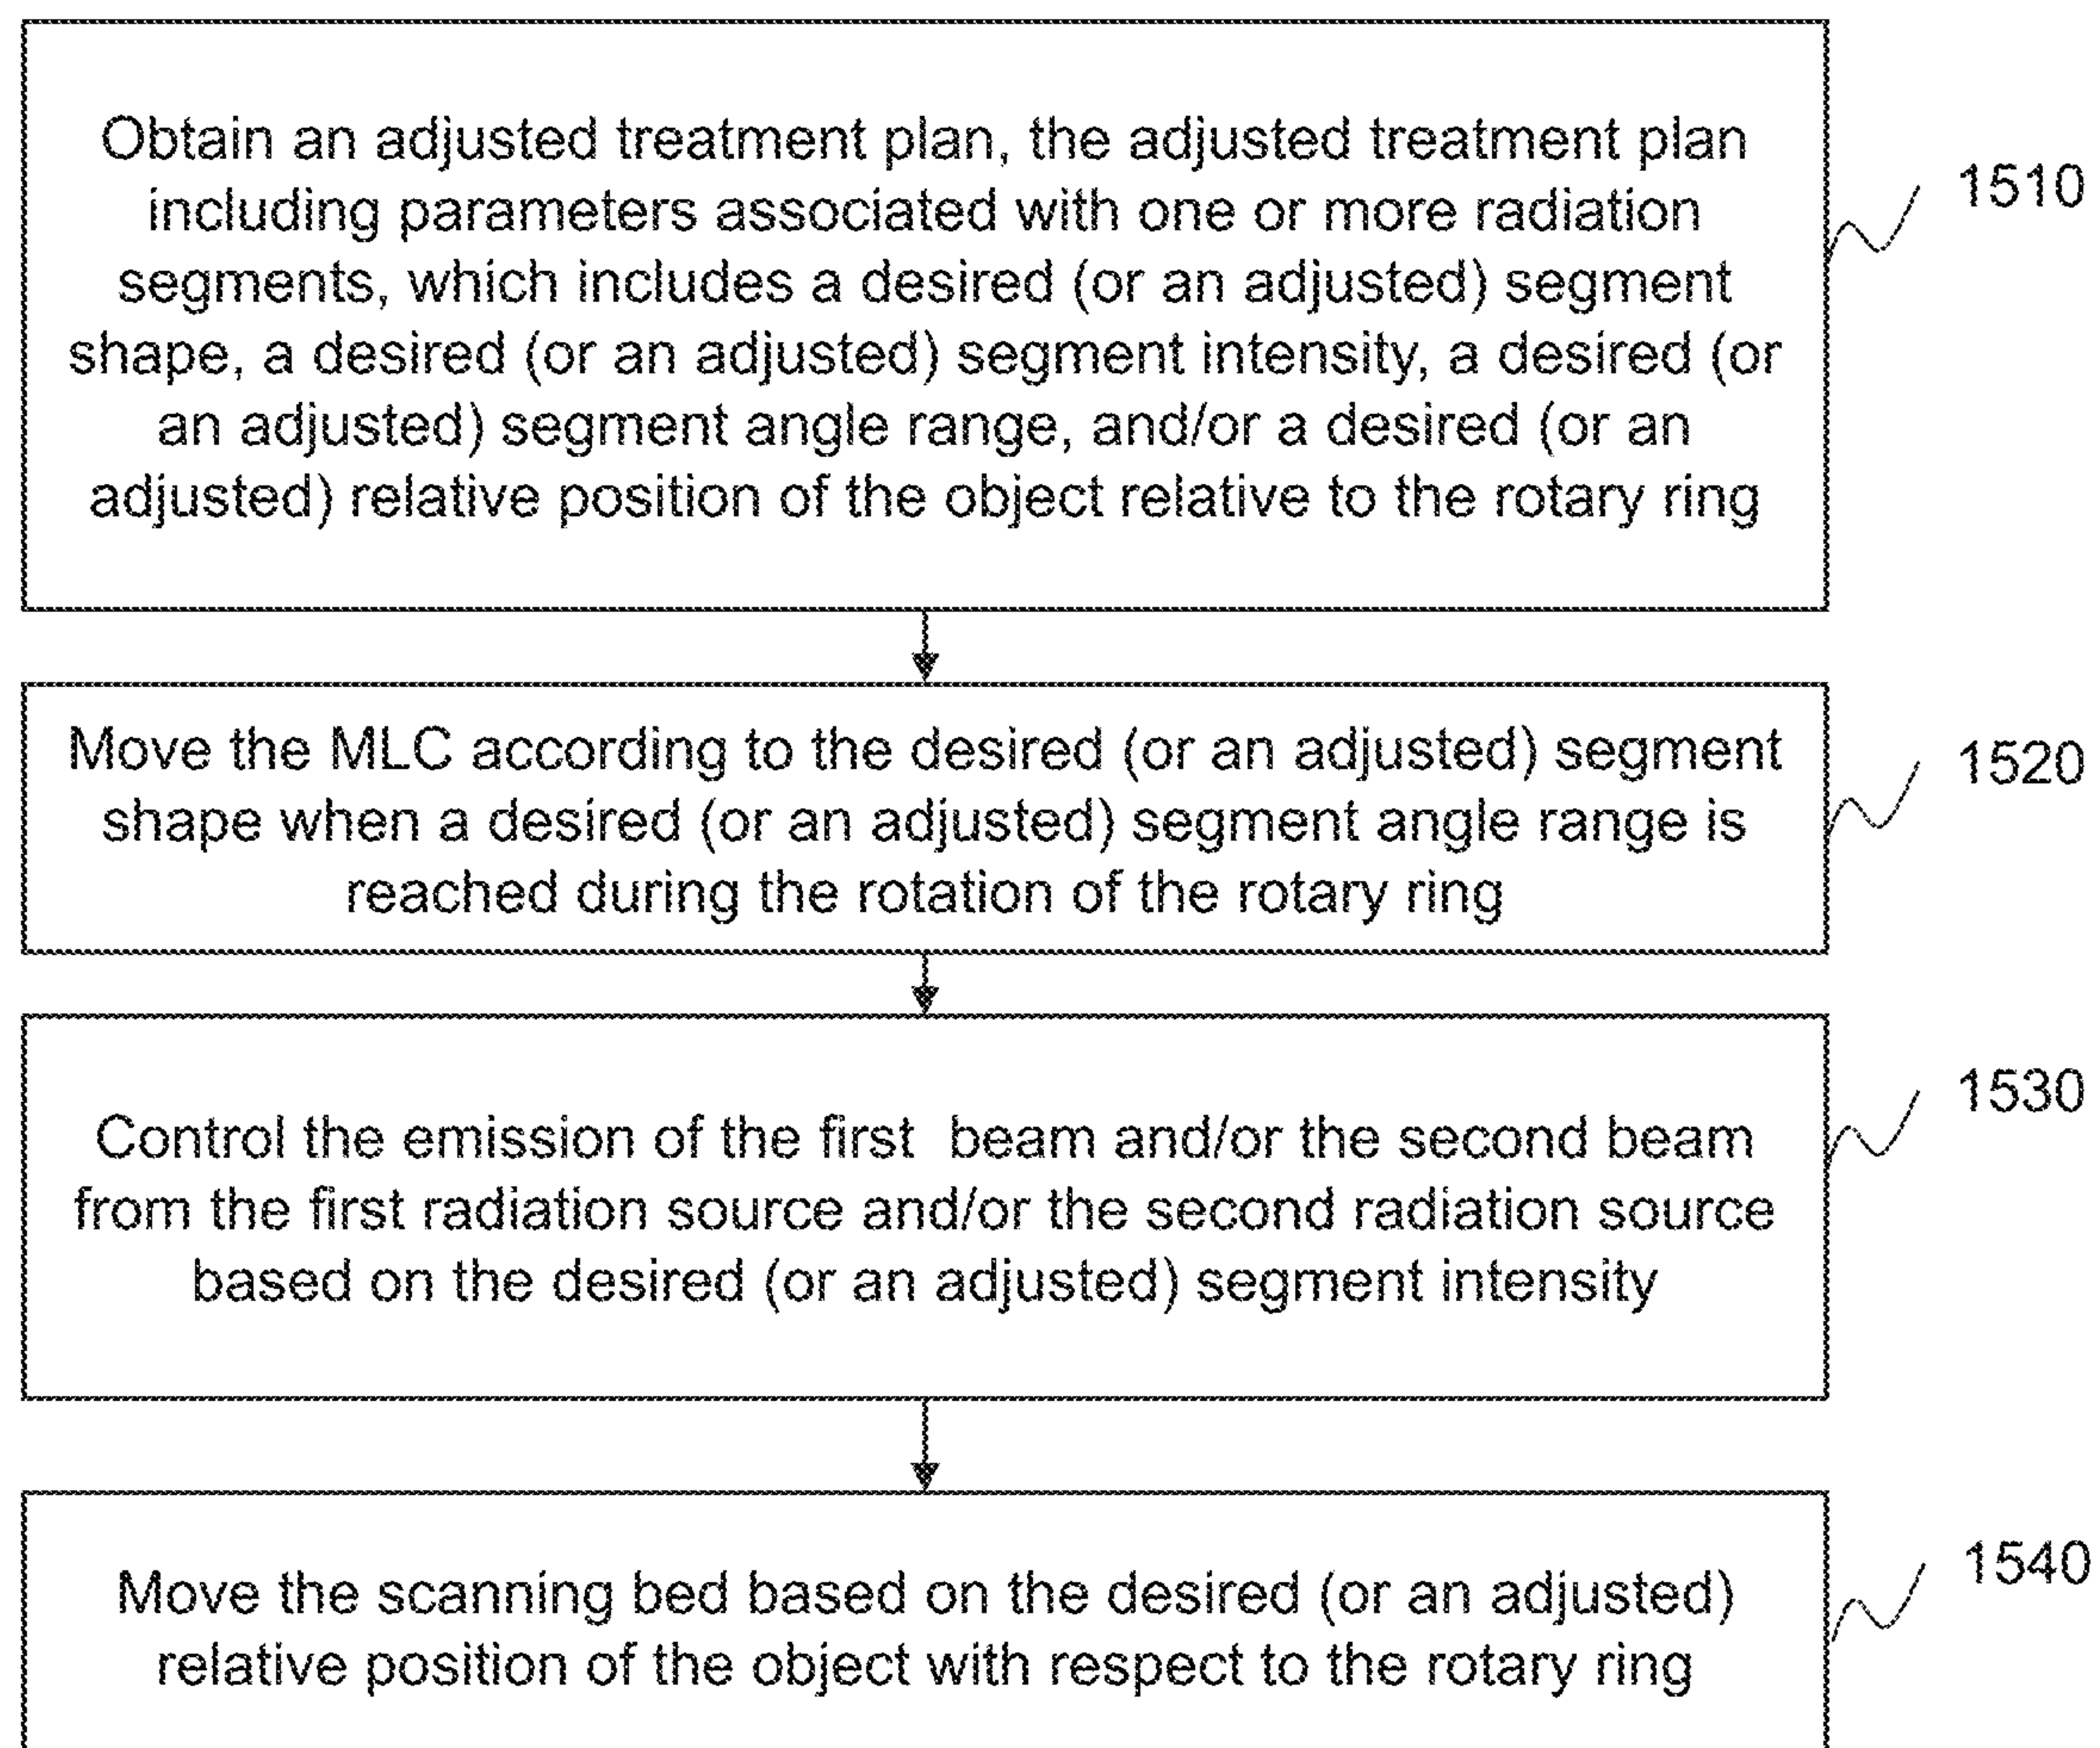 Obtain an adjusted treatment plan, the adjusted treatment plan
including parameters associated with one or more radiation
segments, which includes a desired (or an adjusted) segment
shape, a desired (or an adjusted) segment intensity, a desired (or
an adjusted) segment angle range, and/or a desired (or an
adjusted) relative position of the object relative to the rotary ring
1510
Move the MLC according to the desired (or an adjusted) segment
shape when a desired (or an adjusted) segment angle range is
reached during the rotation of the rotary ring
1520
Control the emission of the first beam and/or the second beam
from the first radiation source and/or the second radiation source
based on the desired (or an adjusted) segment intensity
1530
Move the scanning bed based on the desired (or an adjusted)
relative position of the object with respect to the rotary ring
1540